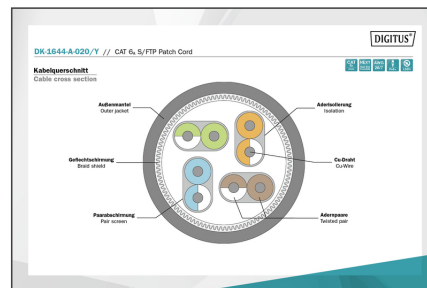 DIGITUS®
DK-1644-A-020/Y // CAT 6A S/FTP Patch Cord
Kabelquerschnitt
Cable cross section
Außenmantel
Outer jacket
Aderisolierung
Isolation
Geflechtschirmung
Braid shield
Cu-Draht
Cu-Wire
Paarabschirmung
Pair screen
Adernpaare
Twisted pair